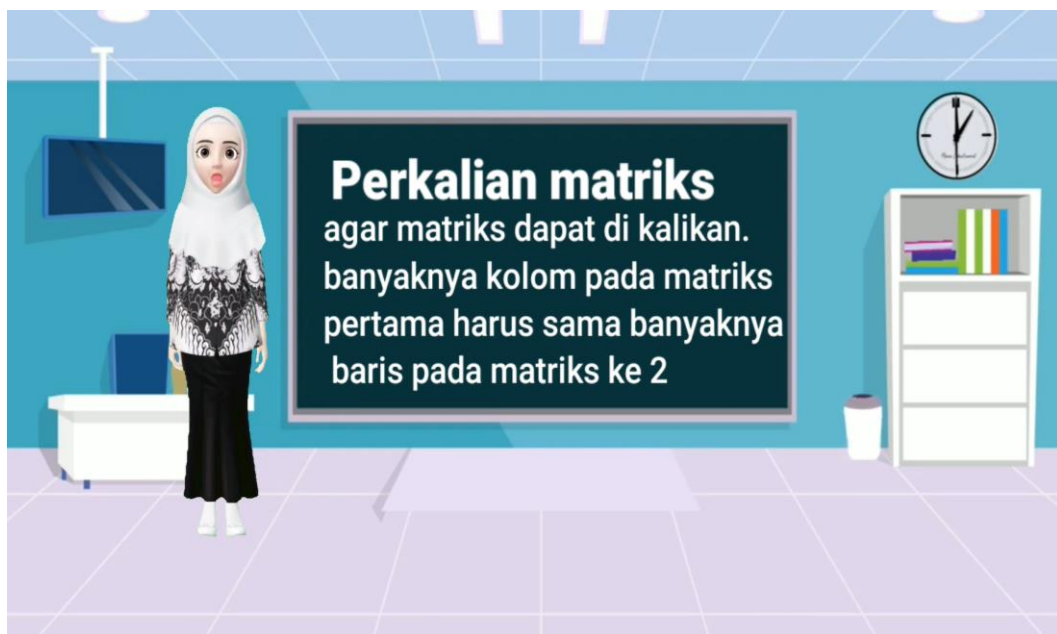 Perkalian matriks
agar matriks dapat di kalikan.
banyaknya kolom pada matriks
pertama harus sama banyaknya
baris pada matriks ke 2